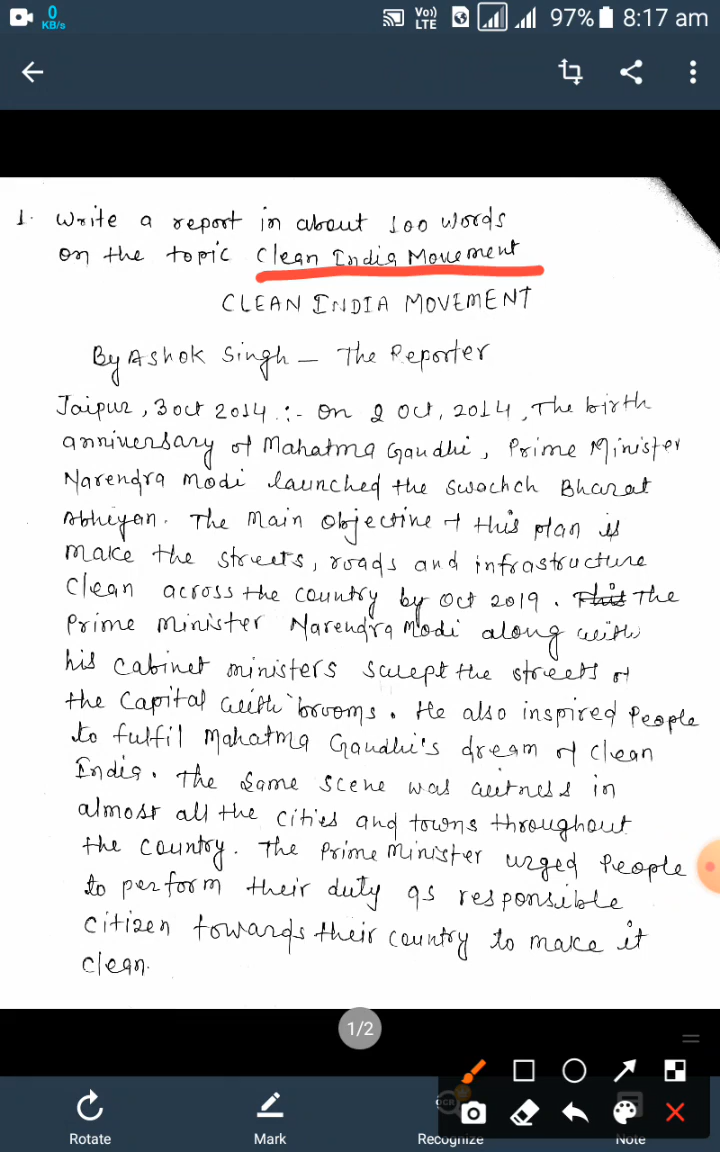 0
KB/s
Vo))
LTE
97%
8:17 am
1. Write a report in about 100 words
on the topic Clean India Movement
CLEAN INDIA MOVEMENT
By Ashok Singh — The Reporter
Jaipur, 3 oct 2014 :- on 2 Oct, 2014, The birth
anniversary of Mahatma Gandhi, Prime Minister
Narendra Modi launched the Swachch Bharat
Abhiyan. The main objective of this plan is
make the streets, roads and infrastructure
clean across the country by Oct 2019. This The
Prime Minister Narendra Modi along with
his cabinet ministers swept the streets of
the capital with brooms. He also inspired People
to fulfil Mahatma Gandhi's dream of clean
India. The same scene was witness in
almost all the cities and towns throughout
the country. The Prime Minister urged People
to perform their duty as responsible
citizen towards their country to make it
clean.
1/2
Rotate
Mark
OCR
Recognize
Note